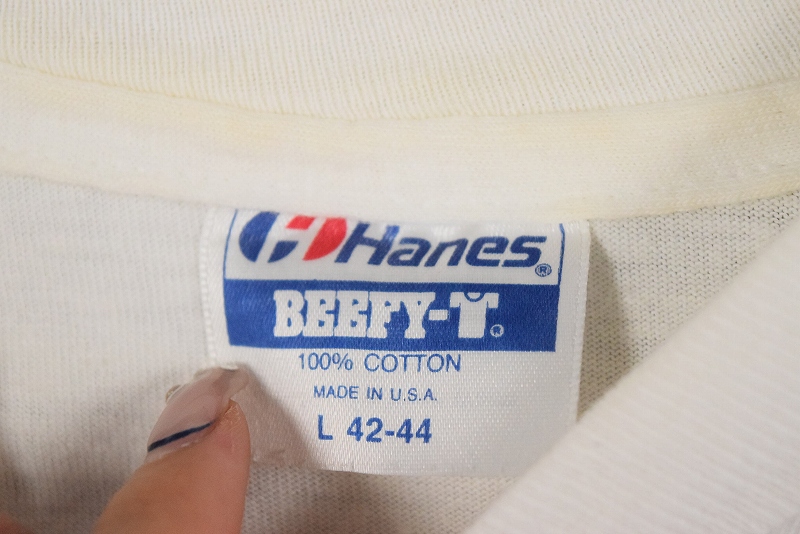 Hanes®
BEEFY-T®
100% COTTON
MADE IN U.S.A.
L 42-44